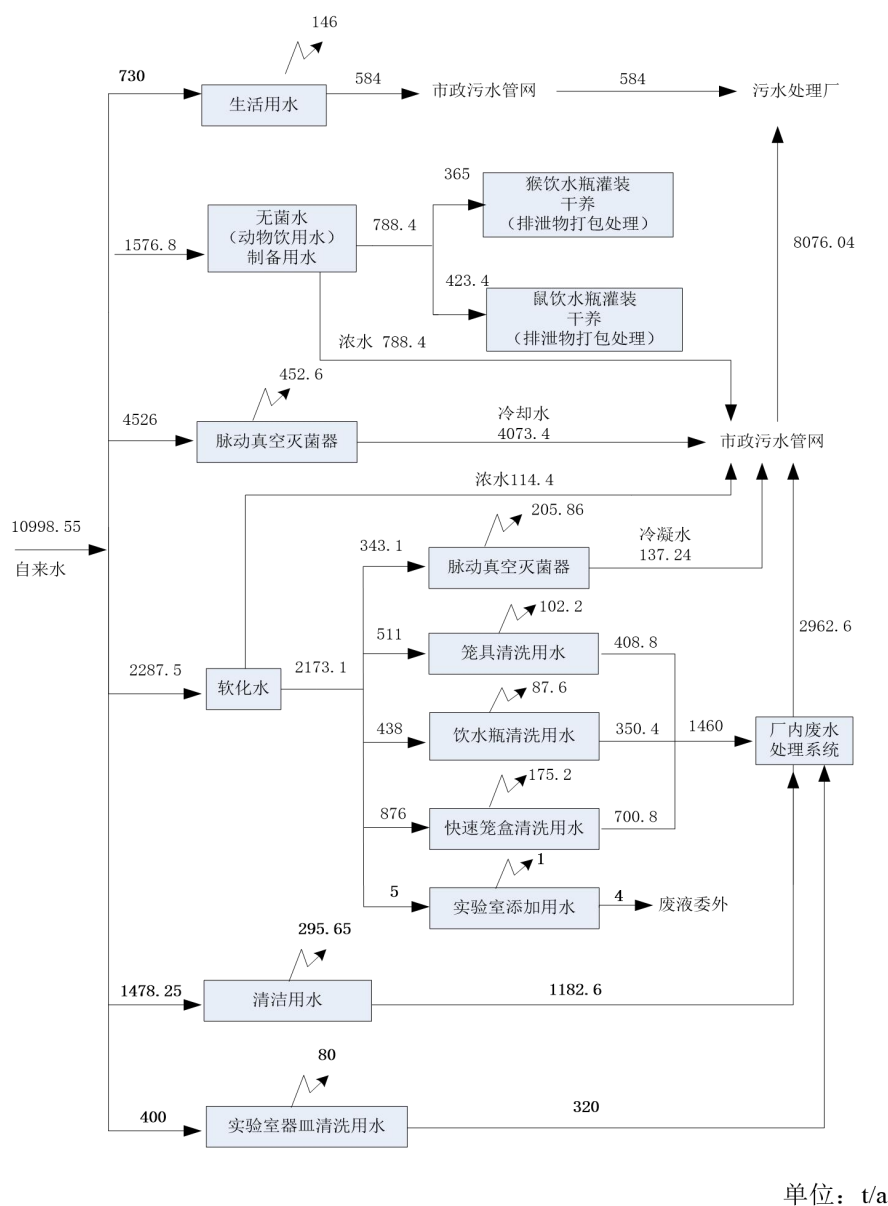 146
730
生活用水
584
市政污水管网
584
污水处理厂
1576.8
无菌水
（动物饮用水）
制备用水
788.4
365
猴饮水瓶灌装
干养
（排泄物打包处理）
423.4
鼠饮水瓶灌装
干养
（排泄物打包处理）
8076.04
浓水 788.4
452.6
4526
脉动真空灭菌器
冷却水
4073.4
市政污水管网
浓水114.4
10998.55
自来水
205.86
343.1
脉动真空灭菌器
冷凝水
137.24
102.2
511
笼具清洗用水
408.8
2962.6
2287.5
软化水
2173.1
87.6
438
饮水瓶清洗用水
350.4
1460
厂内废水
处理系统
175.2
876
快速笼盒清洗用水
700.8
1
5
实验室添加用水
4
废液委外
295.65
1478.25
清洁用水
1182.6
80
400
实验室器皿清洗用水
320
单位：t/a